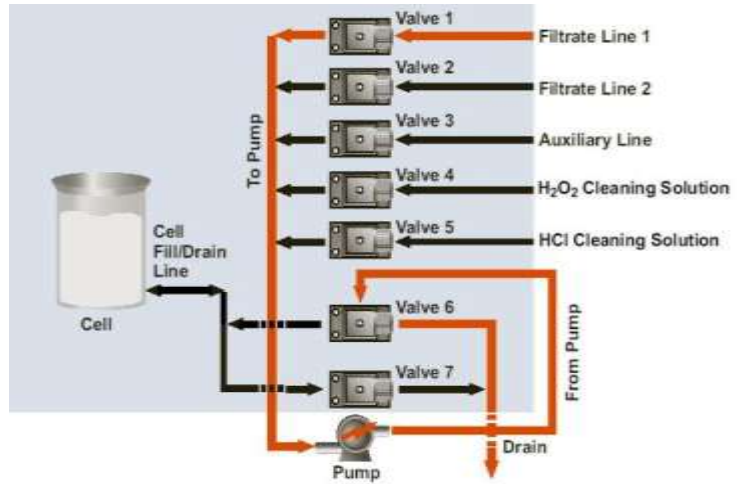 Valve 1
Filtrate Line 1
Valve 2
Filtrate Line 2
Valve 3
Auxiliary Line
To Pump
Valve 4
H₂O₂ Cleaning Solution
Valve 5
HCl Cleaning Solution
Cell
Fill/Drain
Line
Cell
Valve 6
From Pump
Valve 7
Drain
Pump